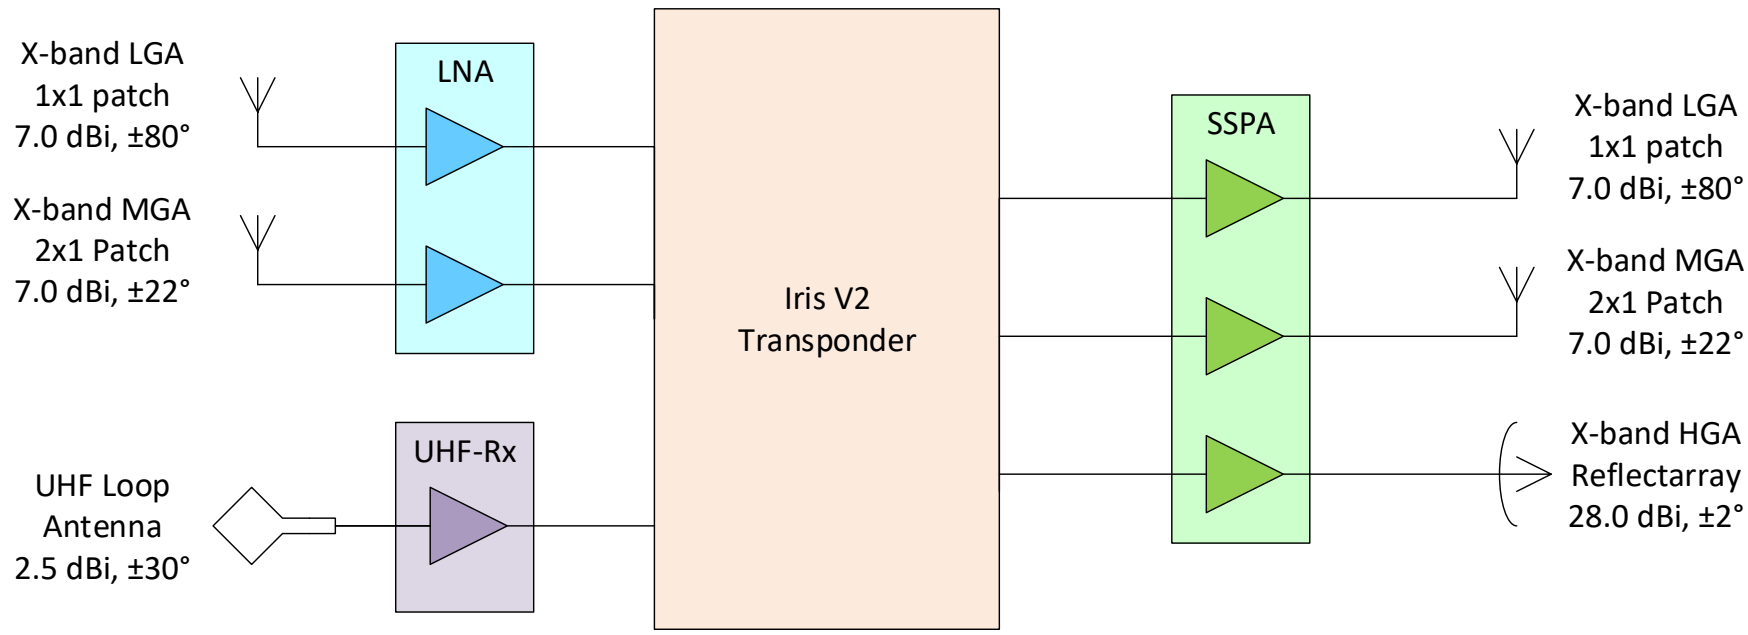 X-band LGA
1x1 patch
7.0 dBi, ±80°
X-band MGA
2x1 Patch
7.0 dBi, ±22°
UHF Loop
Antenna
2.5 dBi, ±30°
LNA
UHF-Rx
Iris V2
Transponder
SSPA
X-band LGA
1x1 patch
7.0 dBi, ±80°
X-band MGA
2x1 Patch
7.0 dBi, ±22°
X-band HGA
Reflectarray
28.0 dBi, ±2°